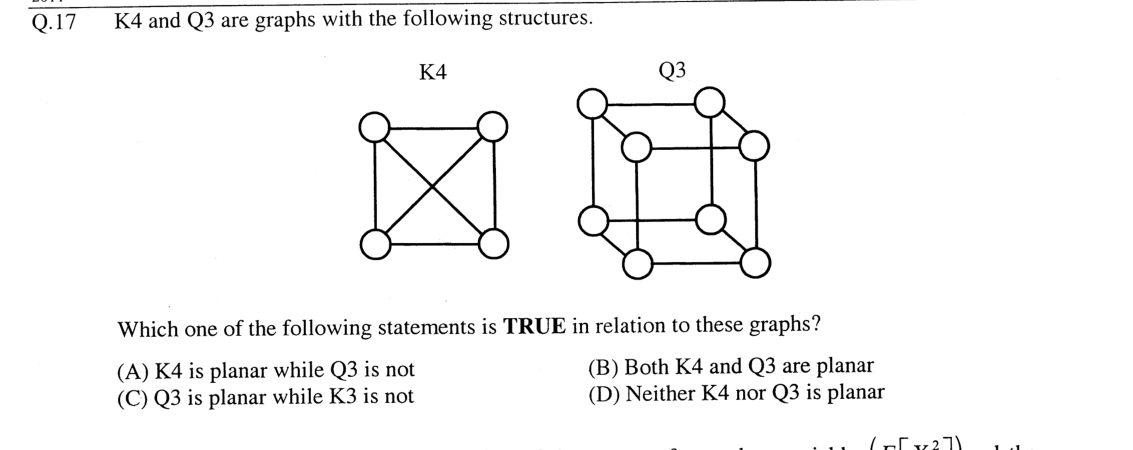 Q.17 K4 and Q3 are graphs with the following structures.
K4 Q3
Which one of the following statements is TRUE in relation to these graphs?
(A) K4 is planar while Q3 is not (B) Both K4 and Q3 are planar
(C) Q3 is planar while K3 is not (D) Neither K4 nor Q3 is planar